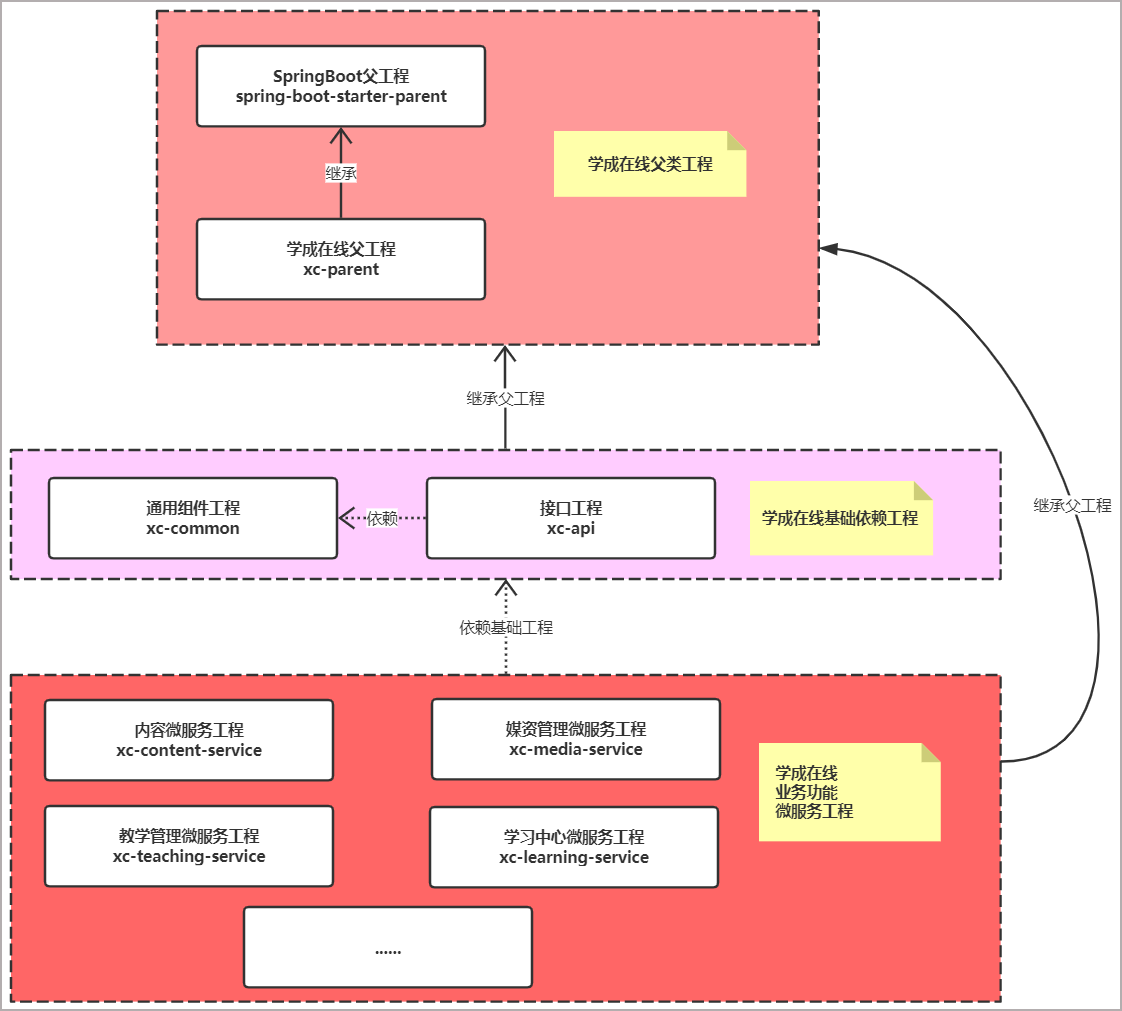 SpringBoot父工程
spring-boot-starter-parent
继承
学成在线父类工程
学成在线父工程
xc-parent
继承父工程
通用组件工程
xc-common
依赖
接口工程
xc-api
学成在线基础依赖工程
继承父工程
依赖基础工程
内容微服务工程
xc-content-service
媒资管理微服务工程
xc-media-service
学成在线
业务功能
微服务工程
教学管理微服务工程
xc-teaching-service
学习中心微服务工程
xc-learning-service
......